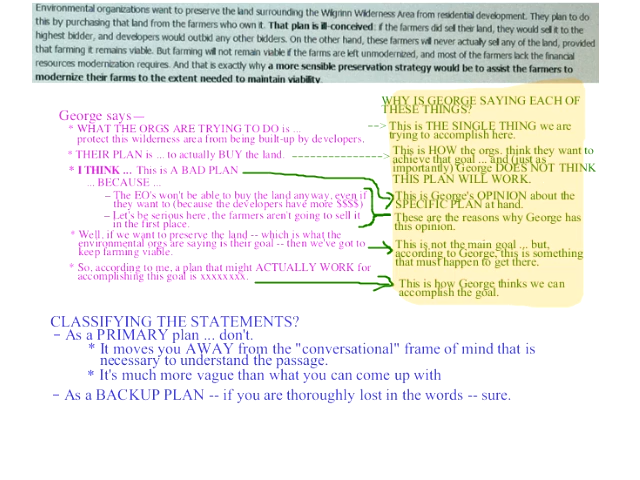 Environmental organizations want to preserve the land surrounding the Wilgrinn Wilderness Area from residential development. They plan to do
this by purchasing that land from the farmers who own it. That plan is ill-conceived: if the farmers did sell their land, they would sell it to the
highest bidder, and developers would outbid any other bidders. On the other hand, these farmers will never actually sell any of the land, provided
that farming it remains viable. But farming will not remain viable if the farms are left unmodernized, and most of the farmers lack the financial
resources modernization requires. And that is exactly why a more sensible preservation strategy would be to assist the farmers to
modernize their farms to the extent needed to maintain viability.
George says—
* WHAT THE ORGS ARE TRYING TO DO is ...
protect this wilderness area from being built-up by developers.
* THEIR PLAN is ... to actually BUY the land. -------------->
* I THINK ... This is A BAD PLAN
... BECAUSE ...
– The EO's won't be able to buy the land anyway, even if
they want to (because the developers have more $$$$)
– Let's be serious here, the farmers aren't going to sell it
in the first place.
* Well, if we want to preserve the land -- which is what the
environmental orgs are saying is their goal -- then we've got to
keep farming viable.
* So, according to me, a plan that might ACTUALLY WORK for
accomplishing this goal is xxxxxxxx.
WHY IS GEORGE SAYING EACH OF
THESE THINGS?
--> This is THE SINGLE THING we are
trying to accomplish here.
This is HOW the orgs. think they want to
achieve that goal ... and (just as
importantly) George DOES NOT THINK
THIS PLAN WILL WORK.
This is George's OPINION about the
SPECIFIC PLAN at hand.
These are the reasons why George has
this opinion.
This is not the main goal ... but,
according to George, this is something
that must happen to get there.
This is how George thinks we can
accomplish the goal.
CLASSIFYING THE STATEMENTS?
– As a PRIMARY plan ... don't.
* It moves you AWAY from the "conversational" frame of mind that is
necessary to understand the passage.
* It's much more vague than what you can come up with
– As a BACKUP PLAN -- if you are thoroughly lost in the words -- sure.